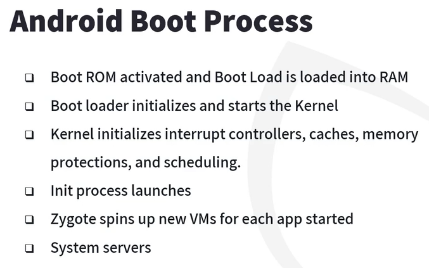 Android Boot Process
Boot ROM activated and Boot Load is loaded into RAM
Boot loader initializes and starts the Kernel
Kernel initializes interrupt controllers, caches, memory
protections, and scheduling.
Init process launches
Zygote spins up new VMs for each app started
System servers